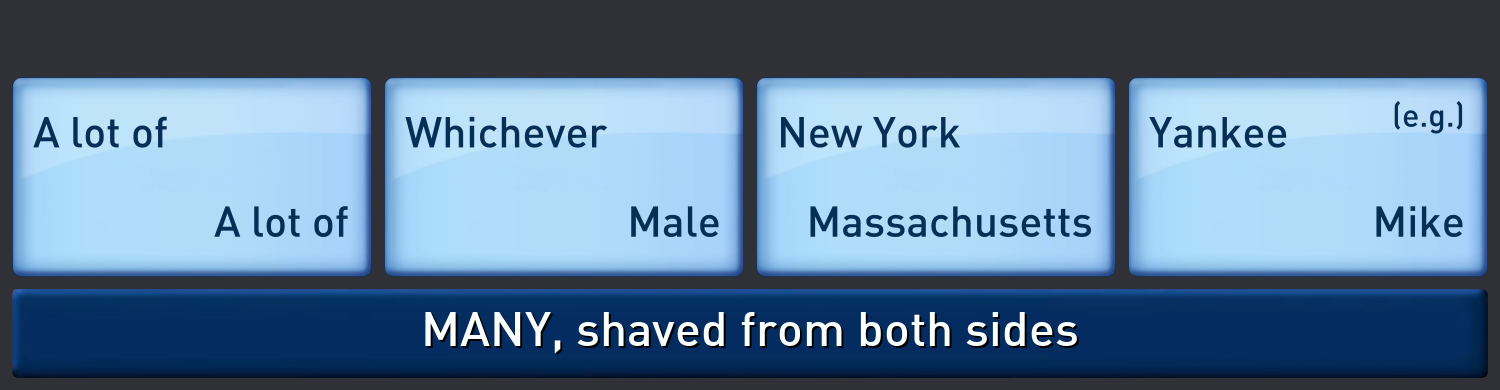 A lot of
A lot of
Whichever
Male
New York
Massachusetts
Yankee (e.g.)
Mike
MANY, shaved from both sides